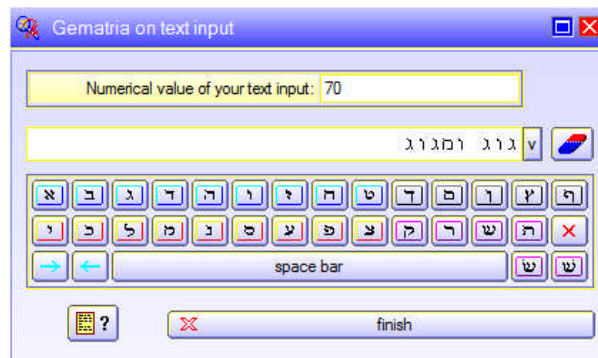 Gematria on text input
Numerical value of your text input: 70
גוג ומגוג v
א ב ג ד ה ו ז ח ט ך ם ן ץ ף
י כ ל מ נ ס ע פ צ ק ר ש ת
→ ← space bar שׂ שׁ
? finish